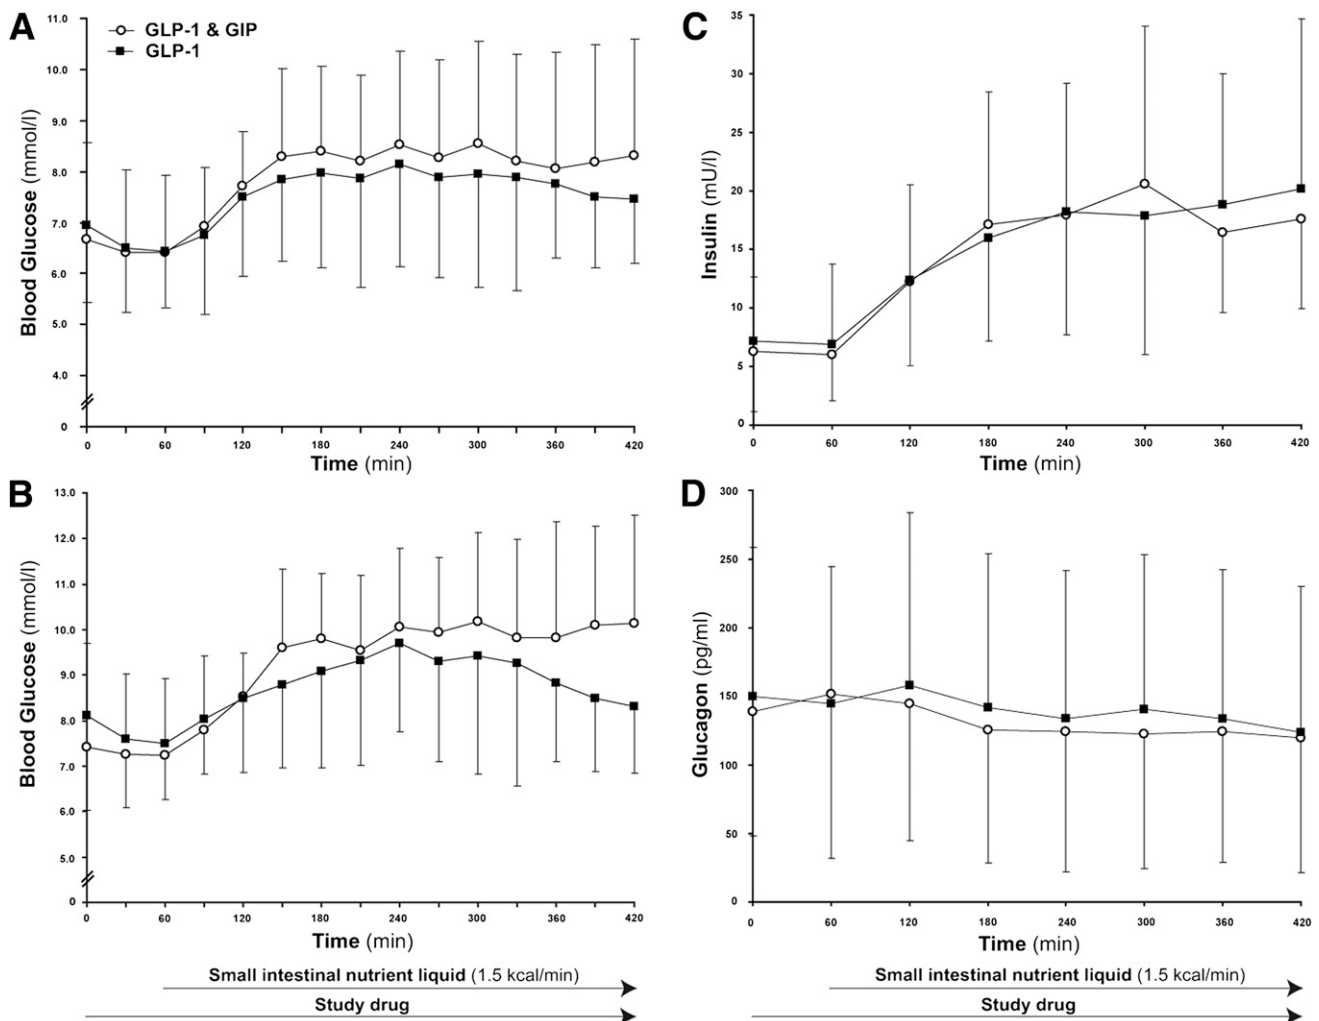 A
GLP-1 & GIP
GLP-1
Blood Glucose (mmol/l)
11.0
10.0
9.0
8.0
7.0
6.0
5.0
4.0
0
0 60 120 180 240 300 360 420
Time (min)
C
Insulin (mU/l)
35
30
25
20
15
10
5
0
0 60 120 180 240 300 360 420
Time (min)
B
Blood Glucose (mmol/l)
13.0
12.0
11.0
10.0
9.0
8.0
7.0
6.0
5.0
0
0 60 120 180 240 300 360 420
Time (min)
Small intestinal nutrient liquid (1.5 kcal/min)
Study drug
D
Glucagon (pg/ml)
300
250
200
150
100
50
0
0 60 120 180 240 300 360 420
Time (min)
Small intestinal nutrient liquid (1.5 kcal/min)
Study drug